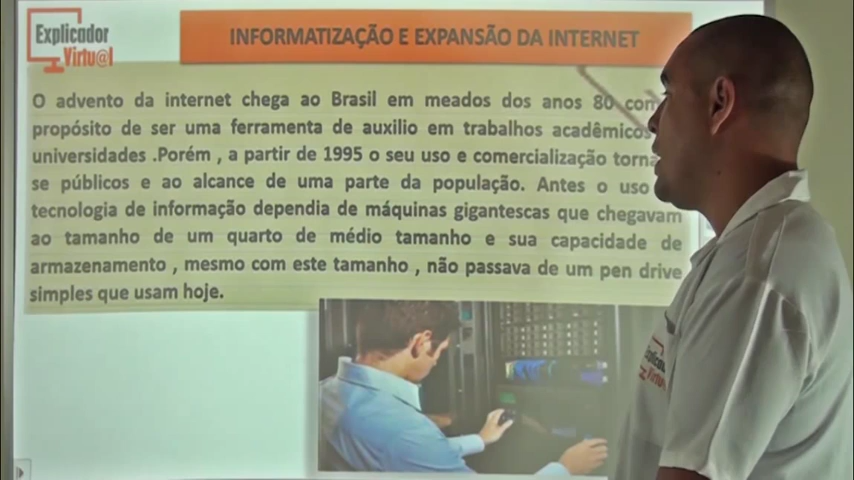 Explicador
Virtu@l
INFORMATIZAÇÃO E EXPANSÃO DA INTERNET
O advento da internet chega ao Brasil em meados dos anos 80 com
propósito de ser uma ferramenta de auxilio em trabalhos acadêmicos
universidades .Porém , a partir de 1995 o seu uso e comercialização torna
se públicos e ao alcance de uma parte da população. Antes o uso
tecnologia de informação dependia de máquinas gigantescas que chegavam
ao tamanho de um quarto de médio tamanho e sua capacidade de
armazenamento , mesmo com este tamanho , não passava de um pen drive
simples que usam hoje.